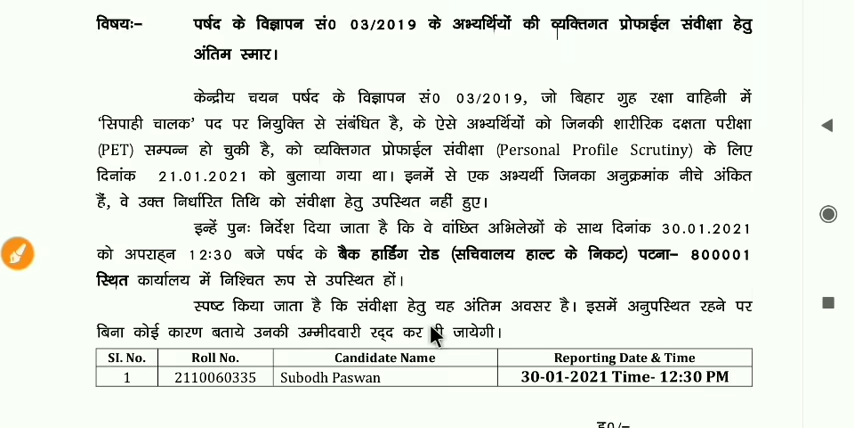 विषयः– पर्षद के विज्ञापन सं0 03/2019 के अभ्यर्थियों की व्यक्तिगत प्रोफाईल संवीक्षा हेतु
अंतिम स्मार।
केन्द्रीय चयन पर्षद के विज्ञापन सं0 03/2019, जो बिहार गृह रक्षा वाहिनी में
‘सिपाही चालक’ पद पर नियुक्ति से संबंधित है, के ऐसे अभ्यर्थियों को जिनकी शारीरिक दक्षता परीक्षा
(PET) सम्पन्न हो चुकी है, को व्यक्तिगत प्रोफाईल संवीक्षा (Personal Profile Scrutiny) के लिए
दिनांक 21.01.2021 को बुलाया गया था। इनमें से एक अभ्यर्थी जिनका अनुक्रमांक नीचे अंकित
हैं, वे उक्त निर्धारित तिथि को संवीक्षा हेतु उपस्थित नहीं हुए।
इन्हें पुनः निर्देश दिया जाता है कि वे वांछित अभिलेखों के साथ दिनांक 30.01.2021
को अपराह्न 12:30 बजे पर्षद के बैक हार्डिंग रोड (सचिवालय हाल्ट के निकट) पटना– 800001
स्थित कार्यालय में निश्चित रूप से उपस्थित हों।
स्पष्ट किया जाता है कि संवीक्षा हेतु यह अंतिम अवसर है। इसमें अनुपस्थित रहने पर
बिना कोई कारण बताये उनकी उम्मीदवारी रद्द कर दी जायेगी।
Sl. No. Roll No. Candidate Name Reporting Date & Time
1 2110060335 Subodh Paswan 30-01-2021 Time- 12:30 PM